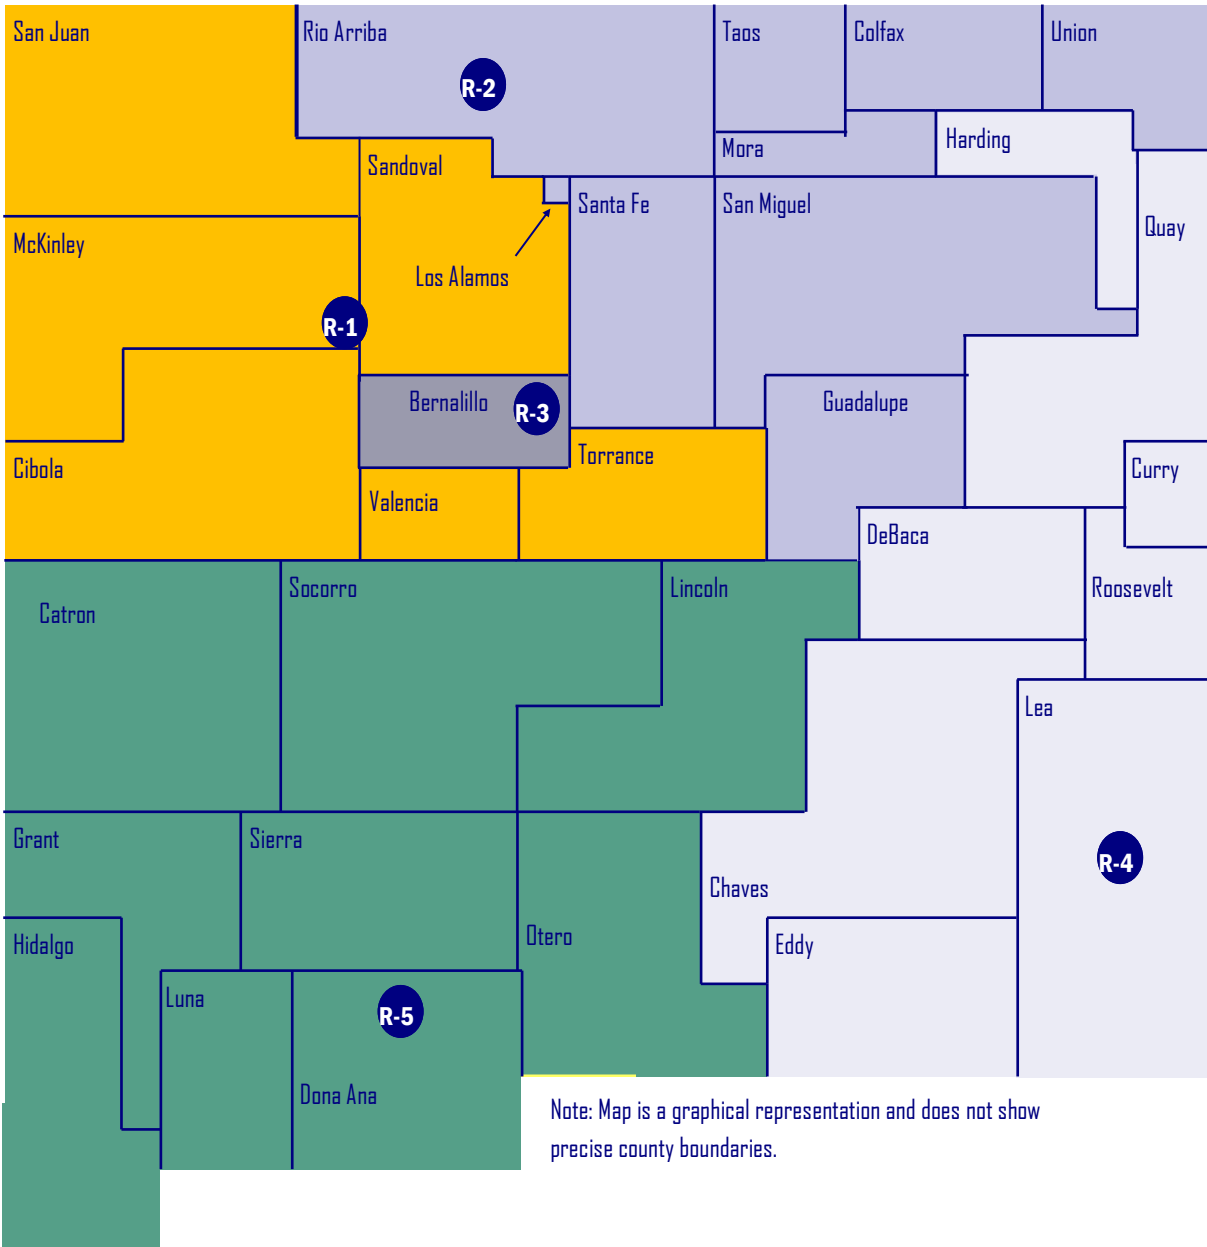 San Juan
Rio Arriba
Taos
Colfax
Union
R-2
Mora
Harding
Sandoval
Santa Fe
San Miguel
Quay
McKinley
Los Alamos
R-1
Bernalillo
R-3
Guadalupe
Torrance
Cibola
Curry
Valencia
DeBaca
Socorro
Lincoln
Roosevelt
Catron
Lea
Grant
Sierra
R-4
Chaves
Otero
Hidalgo
Eddy
Luna
R-5
Dona Ana
Note: Map is a graphical representation and does not show
precise county boundaries.